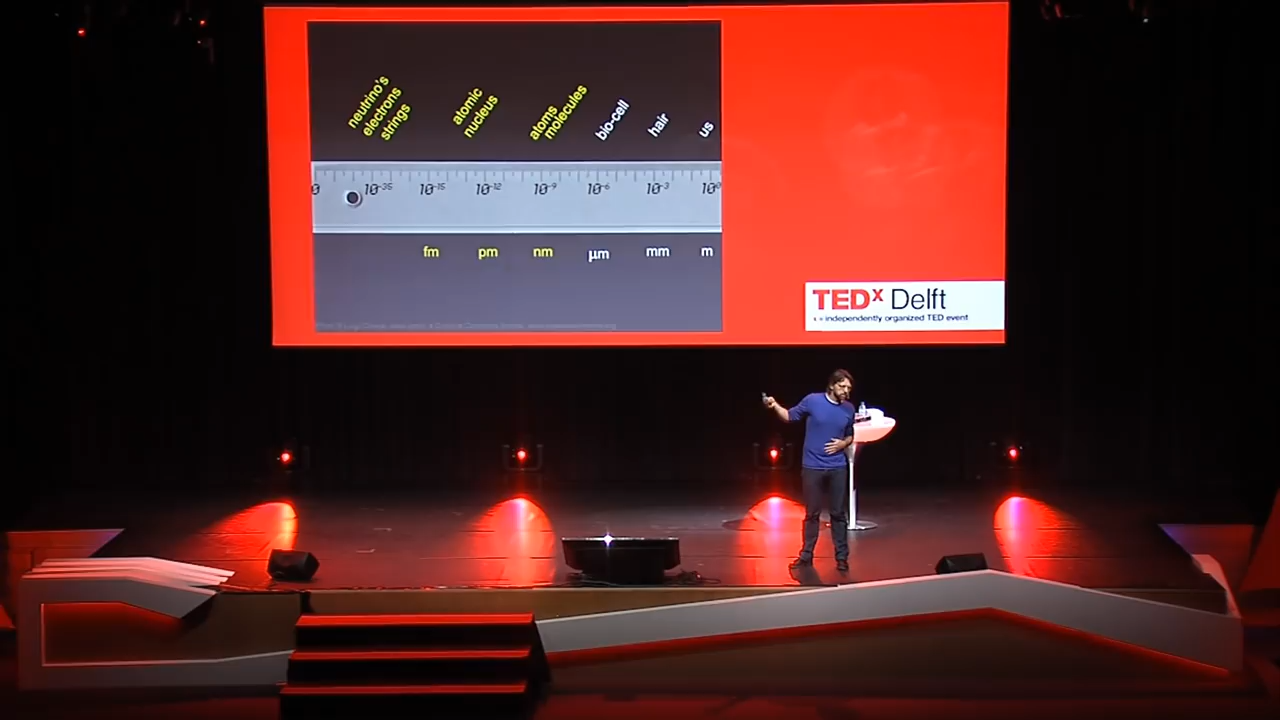 neutrino's
electrons
strings
atomic
nucleus
atoms
molecules
bio-cell
hair
us
0 10-35 10-15 10-12 10-9 10-6 10-3 100
fm pm nm µm mm m
TEDx Delft
x = independently organized TED event